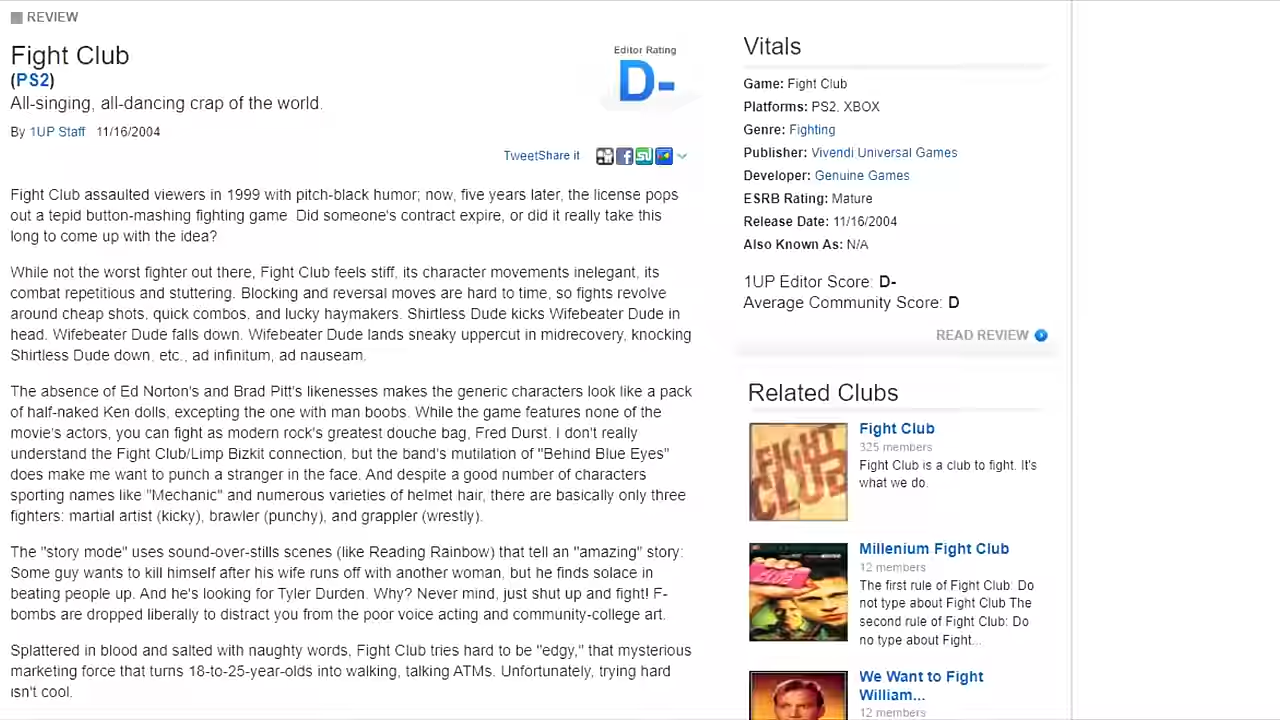 REVIEW
Fight Club
(PS2)
All-singing, all-dancing crap of the world.
By 1UP Staff 11/16/2004
Editor Rating
D-
TweetShare it
Fight Club assaulted viewers in 1999 with pitch-black humor; now, five years later, the license pops
out a tepid button-mashing fighting game. Did someone's contract expire, or did it really take this
long to come up with the idea?
While not the worst fighter out there, Fight Club feels stiff, its character movements inelegant, its
combat repetitious and stuttering. Blocking and reversal moves are hard to time, so fights revolve
around cheap shots, quick combos, and lucky haymakers. Shirtless Dude kicks Wifebeater Dude in
head. Wifebeater Dude falls down. Wifebeater Dude lands sneaky uppercut in midrecovery, knocking
Shirtless Dude down, etc., ad infinitum, ad nauseam.
The absence of Ed Norton's and Brad Pitt's likenesses makes the generic characters look like a pack
of half-naked Ken dolls, excepting the one with man boobs. While the game features none of the
movie's actors, you can fight as modern rock's greatest douche bag, Fred Durst. I don't really
understand the Fight Club/Limp Bizkit connection, but the band's mutilation of "Behind Blue Eyes"
does make me want to punch a stranger in the face. And despite a good number of characters
sporting names like "Mechanic" and numerous varieties of helmet hair, there are basically only three
fighters: martial artist (kicky), brawler (punchy), and grappler (wrestly).
The "story mode" uses sound-over-stills scenes (like Reading Rainbow) that tell an "amazing" story:
Some guy wants to kill himself after his wife runs off with another woman, but he finds solace in
beating people up. And he's looking for Tyler Durden. Why? Never mind, just shut up and fight! F-
bombs are dropped liberally to distract you from the poor voice acting and community-college art.
Splattered in blood and salted with naughty words, Fight Club tries hard to be "edgy," that mysterious
marketing force that turns 18-to-25-year-olds into walking, talking ATMs. Unfortunately, trying hard
isn't cool.
Vitals
Game: Fight Club
Platforms: PS2, XBOX
Genre: Fighting
Publisher: Vivendi Universal Games
Developer: Genuine Games
ESRB Rating: Mature
Release Date: 11/16/2004
Also Known As: N/A
1UP Editor Score: D-
Average Community Score: D
READ REVIEW
Related Clubs
FIGHT
CLUB
Fight Club
325 members
Fight Club is a club to fight. It's
what we do.
Millenium Fight Club
12 members
The first rule of Fight Club: Do
not type about Fight Club The
second rule of Fight Club: Do
no type about Fight...
We Want to Fight
William...
12 members